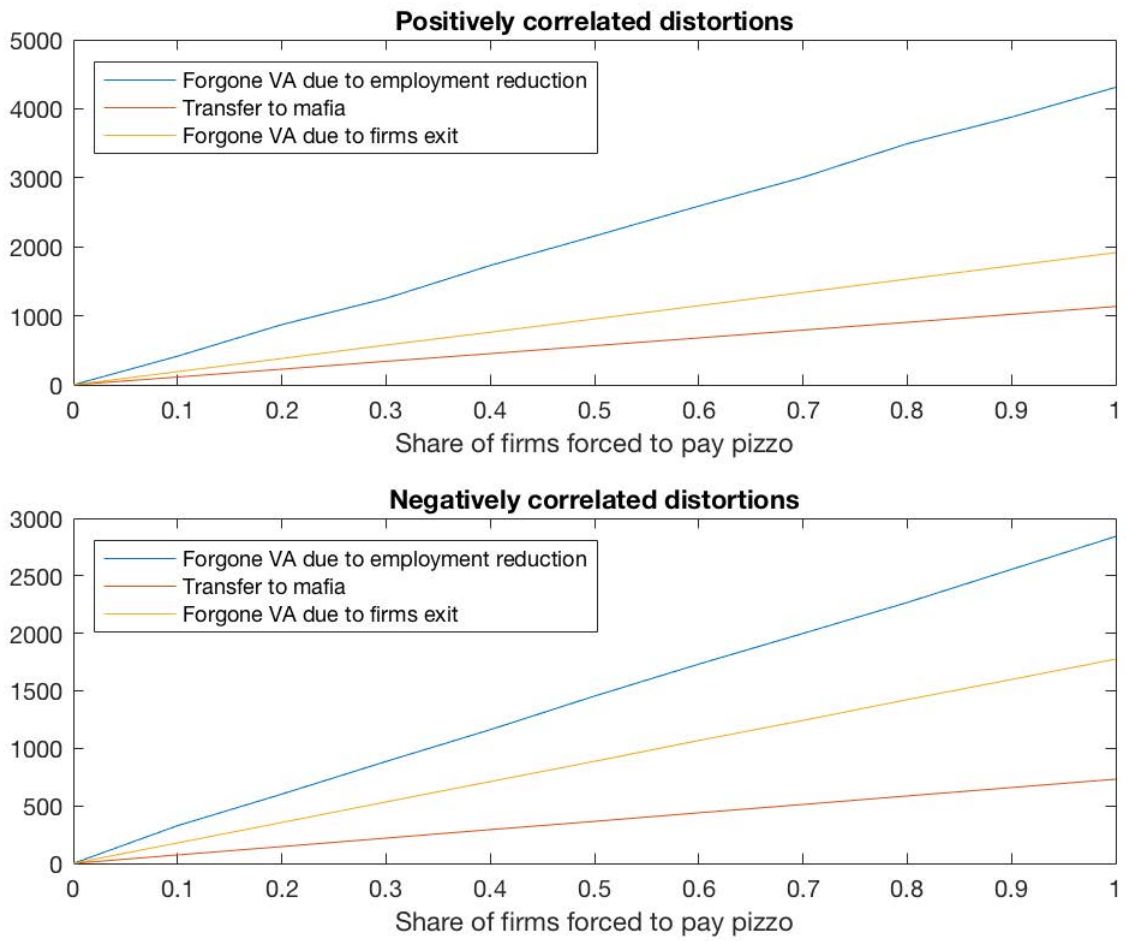 Positively correlated distortions
5000
4000
3000
2000
1000
0
Forgone VA due to employment reduction
Transfer to mafia
Forgone VA due to firms exit
0 0.1 0.2 0.3 0.4 0.5 0.6 0.7 0.8 0.9 1
Share of firms forced to pay pizzo
Negatively correlated distortions
3000
2500
2000
1500
1000
500
0
Forgone VA due to employment reduction
Transfer to mafia
Forgone VA due to firms exit
0 0.1 0.2 0.3 0.4 0.5 0.6 0.7 0.8 0.9 1
Share of firms forced to pay pizzo